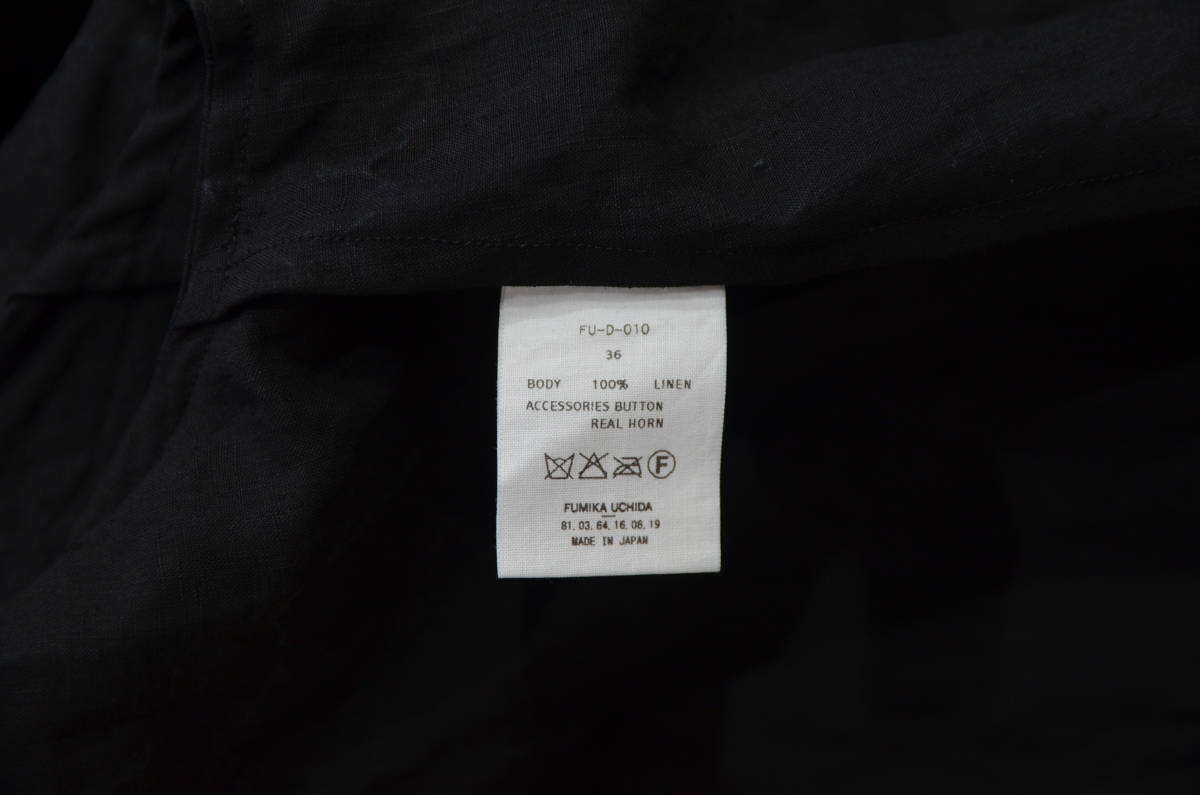 FU-D-010
36
BODY 100% LINEN
ACCESSORIES BUTTON
REAL HORN
F
FUMIKA UCHIDA
81. 03. 64. 16. 08. 19
MADE IN JAPAN